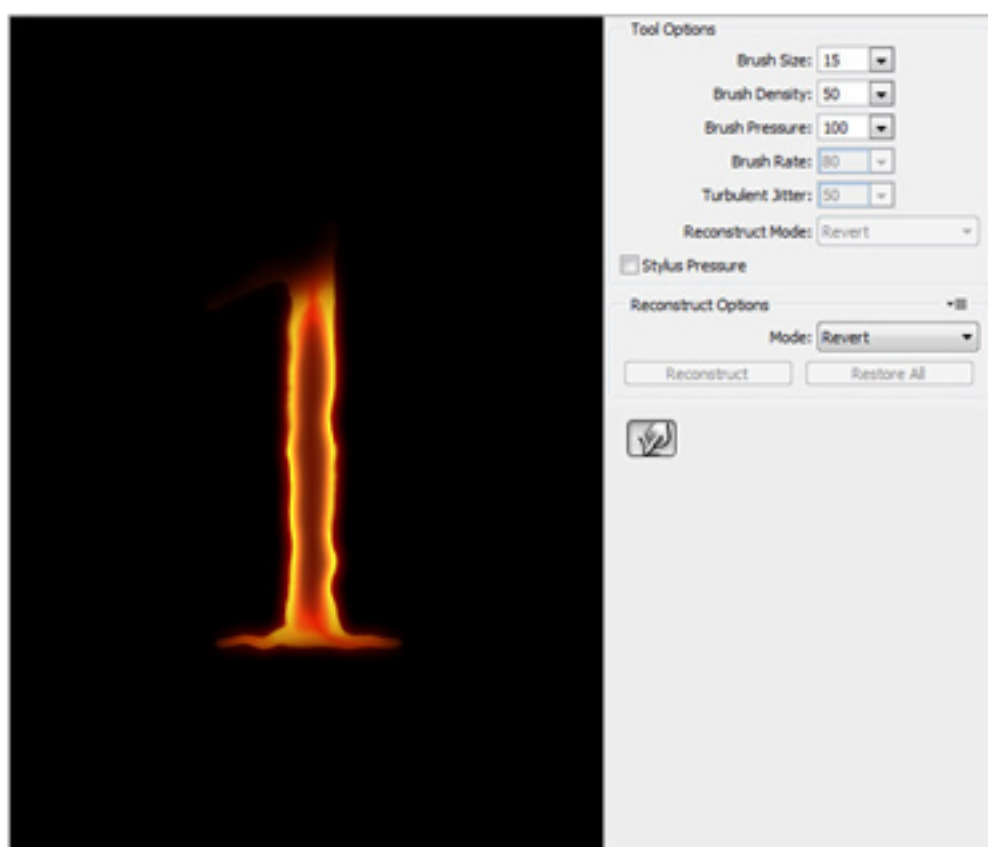 1
Tool Options
Brush Size: 15
Brush Density: 50
Brush Pressure: 100
Brush Rate: 80
Turbulent Jitter: 50
Reconstruct Mode: Revert
Stylus Pressure
Reconstruct Options
Mode: Revert
Reconstruct Restore All